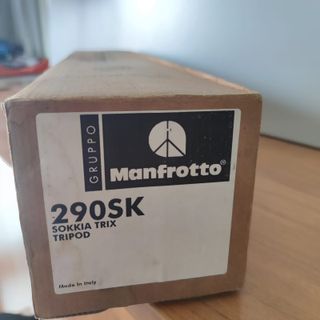 GRUPPO
Manfrotto®
290SK
SOKKIA TRIX
TRIPOD
Made in Italy